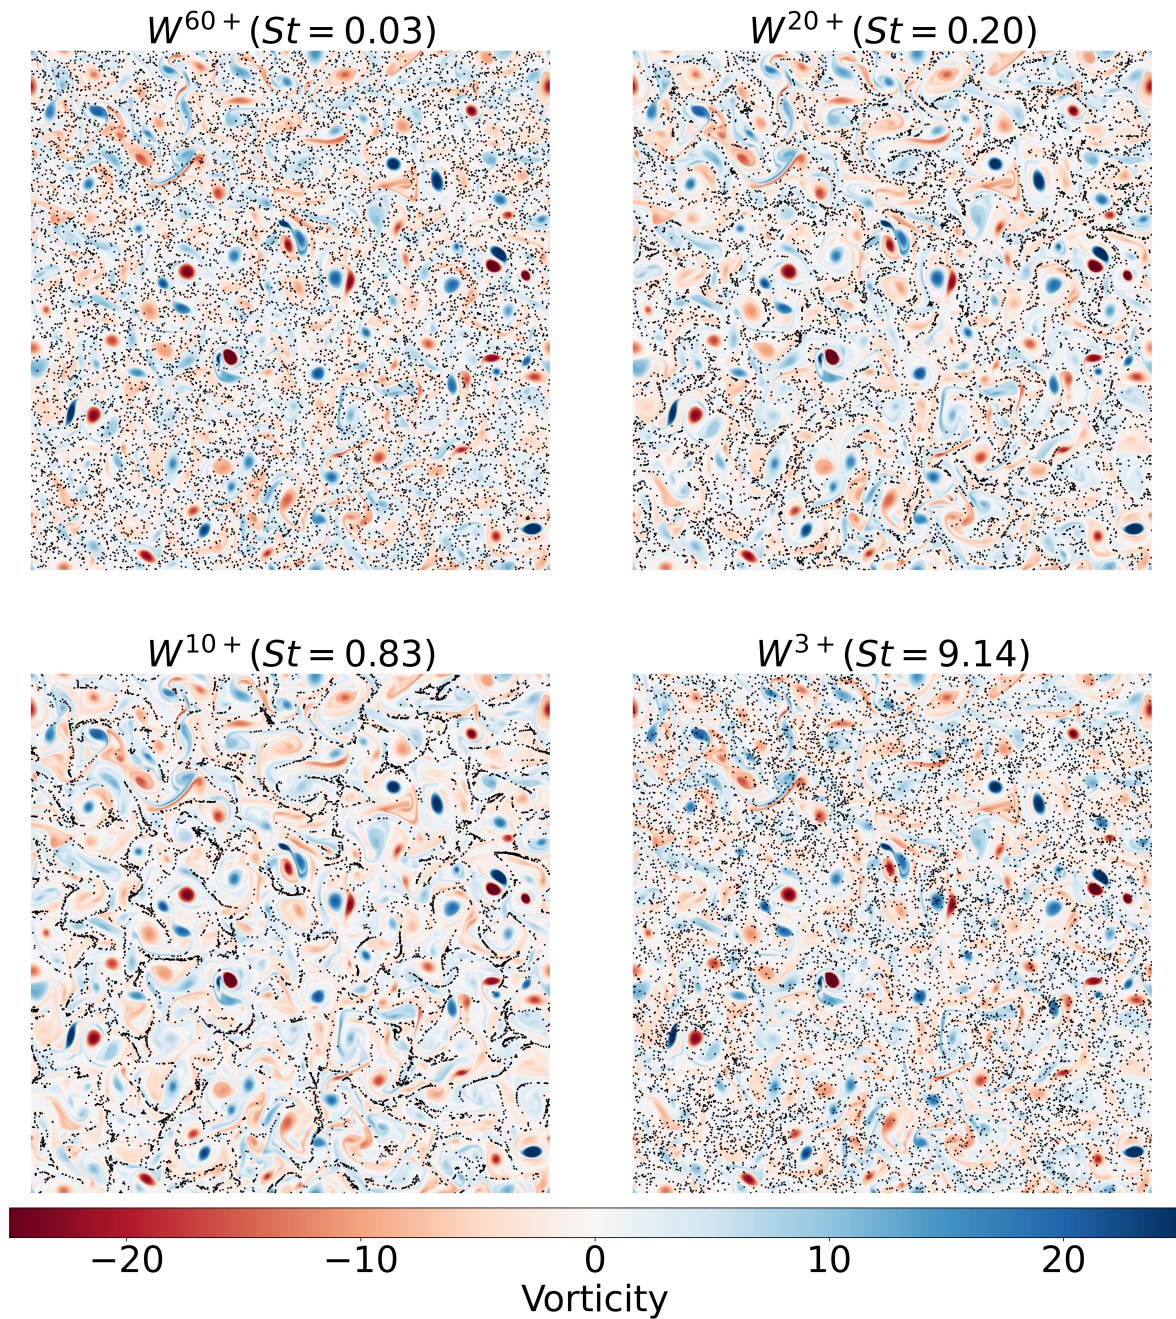 W^{60+}(St = 0.03)
W^{20+}(St = 0.20)
W^{10+}(St = 0.83)
W^{3+}(St = 9.14)
−20 −10 0 10 20
Vorticity